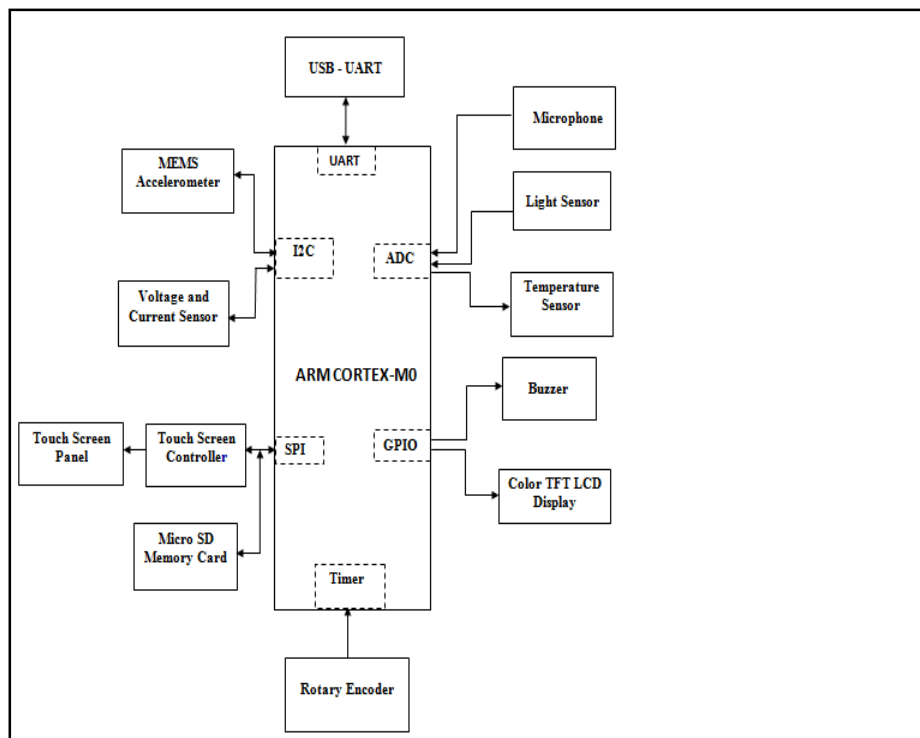 USB - UART
Microphone
UART
MEMS
Accelerometer
Light Sensor
I2C
ADC
Voltage and
Current Sensor
Temperature
Sensor
ARM CORTEX-M0
Buzzer
Touch Screen
Panel
Touch Screen
Controller
SPI
GPIO
Color TFT LCD
Display
Micro SD
Memory Card
Timer
Rotary Encoder